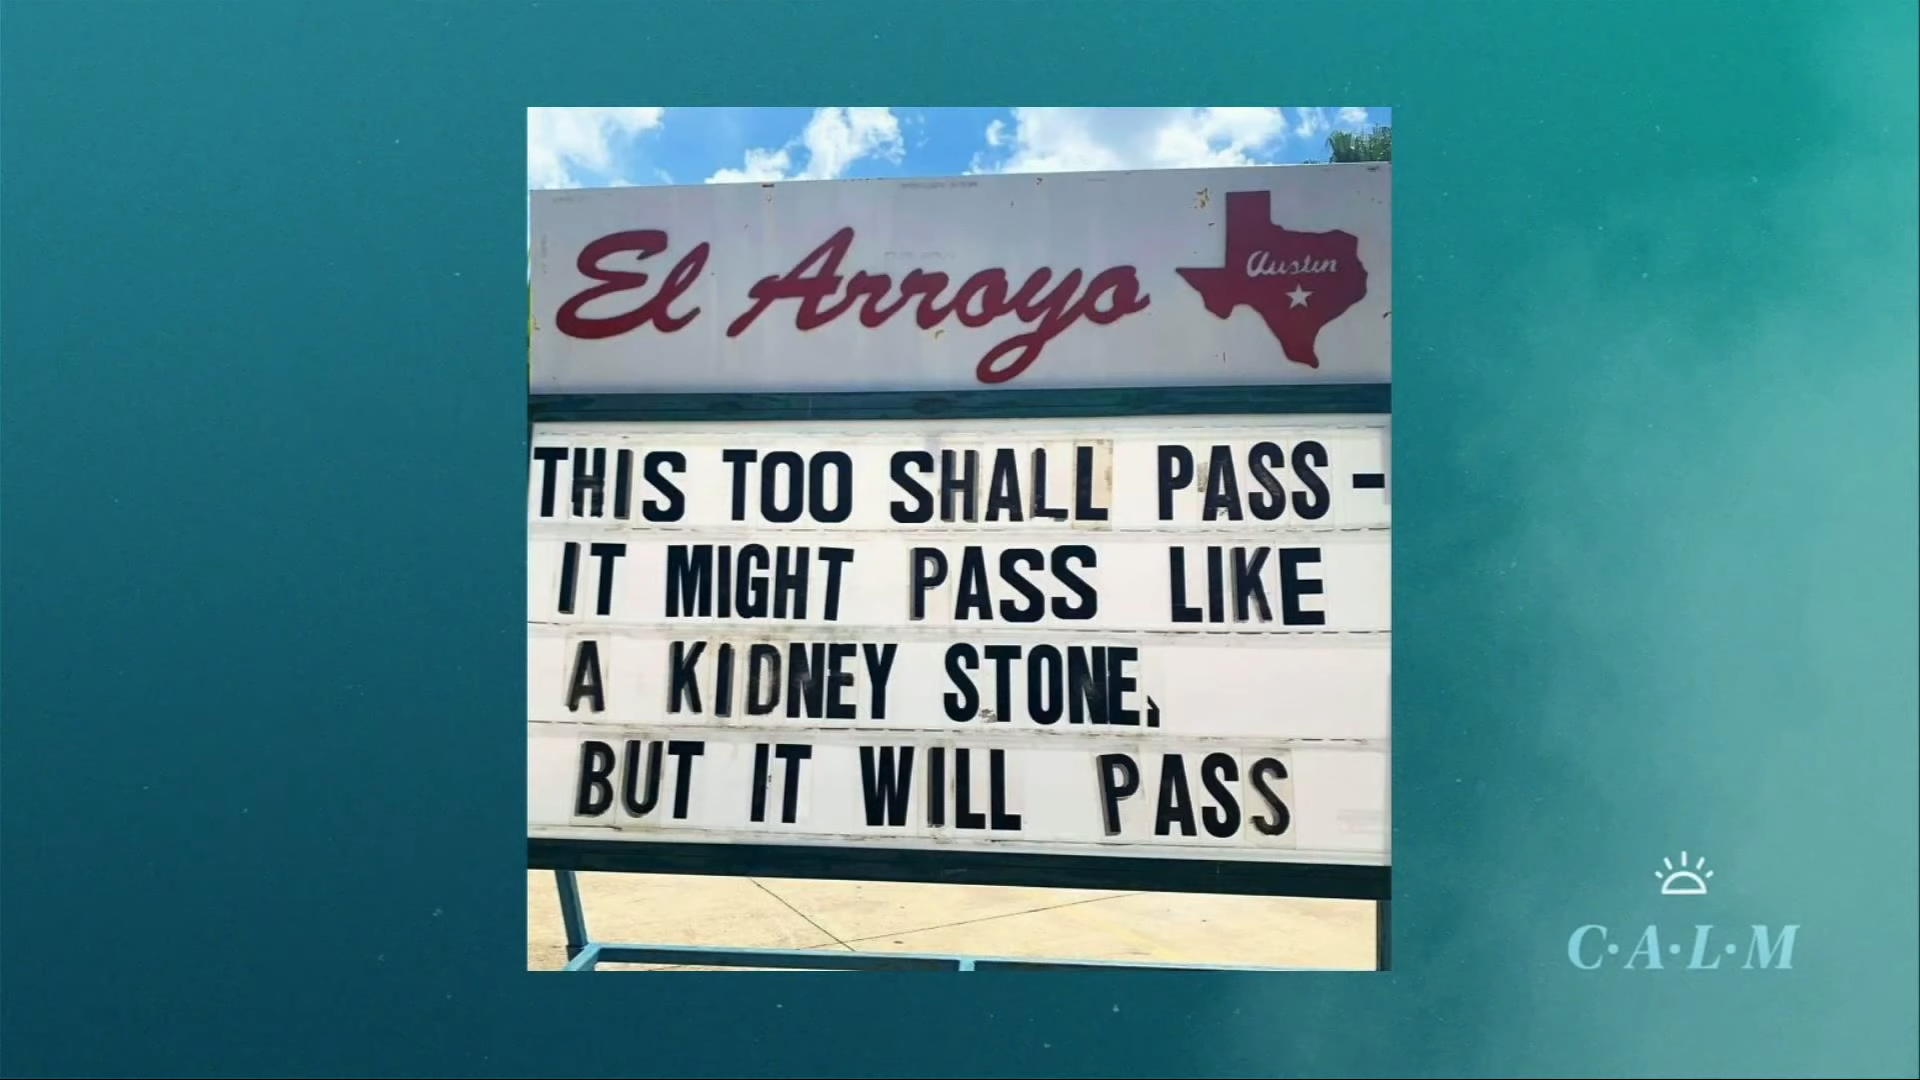 El Arroyo
Austin
THIS TOO SHALL PASS -
IT MIGHT PASS LIKE
A KIDNEY STONE,
BUT IT WILL PASS
C·A·L·M